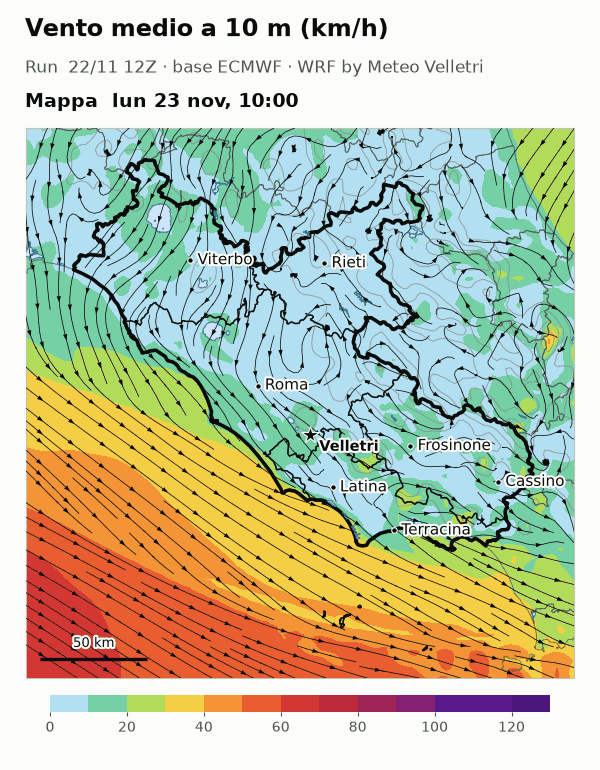 Vento medio a 10 m (km/h)
Run 22/11 12Z · base ECMWF · WRF by Meteo Velletri
Mappa lun 23 nov, 10:00
Viterbo
Rieti
Roma
Velletri
Frosinone
Latina
Cassino
Terracina
50 km
0 20 40 60 80 100 120